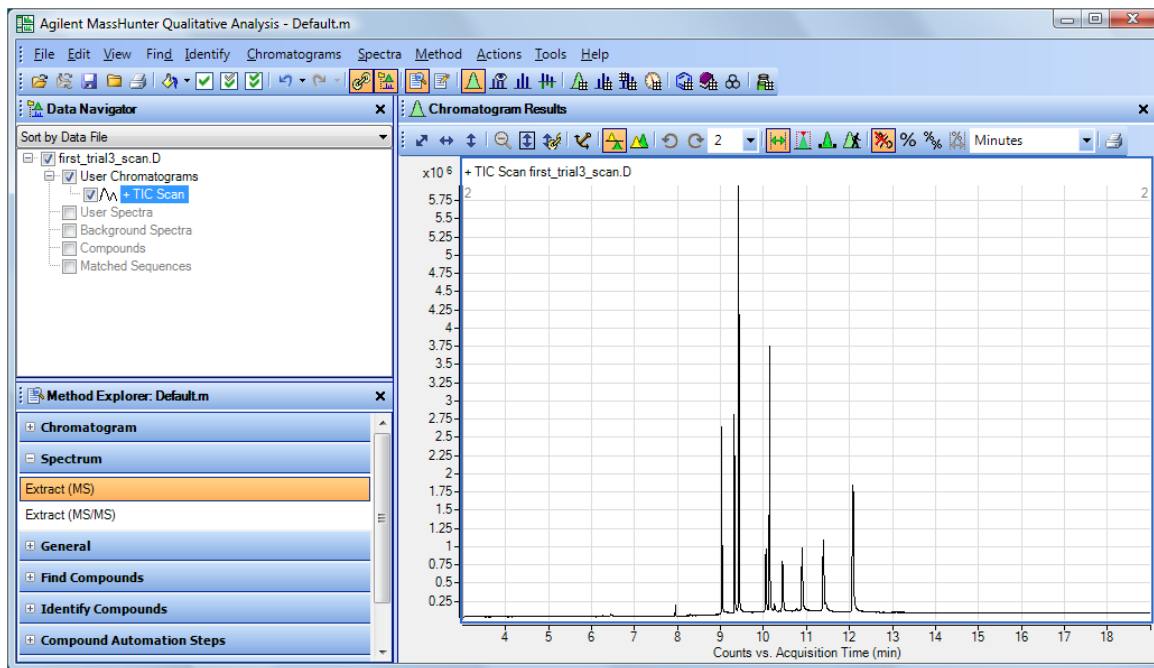 Agilent MassHunter Qualitative Analysis - Default.m
File Edit View Find Identify Chromatograms Spectra Method Actions Tools Help
Data Navigator
Sort by Data File
first_trial3_scan.D
User Chromatograms
+ TIC Scan
User Spectra
Background Spectra
Compounds
Matched Sequences
Method Explorer: Default.m
Chromatogram
Spectrum
Extract (MS)
Extract (MS/MS)
General
Find Compounds
Identify Compounds
Compound Automation Steps
Chromatogram Results
2 % Minutes
x10 6 + TIC Scan first_trial3_scan.D
2 2
5.75
5.5
5.25
5
4.75
4.5
4.25
4
3.75
3.5
3.25
3
2.75
2.5
2.25
2
1.75
1.5
1.25
1
0.75
0.5
0.25
4 5 6 7 8 9 10 11 12 13 14 15 16 17 18
Counts vs. Acquisition Time (min)